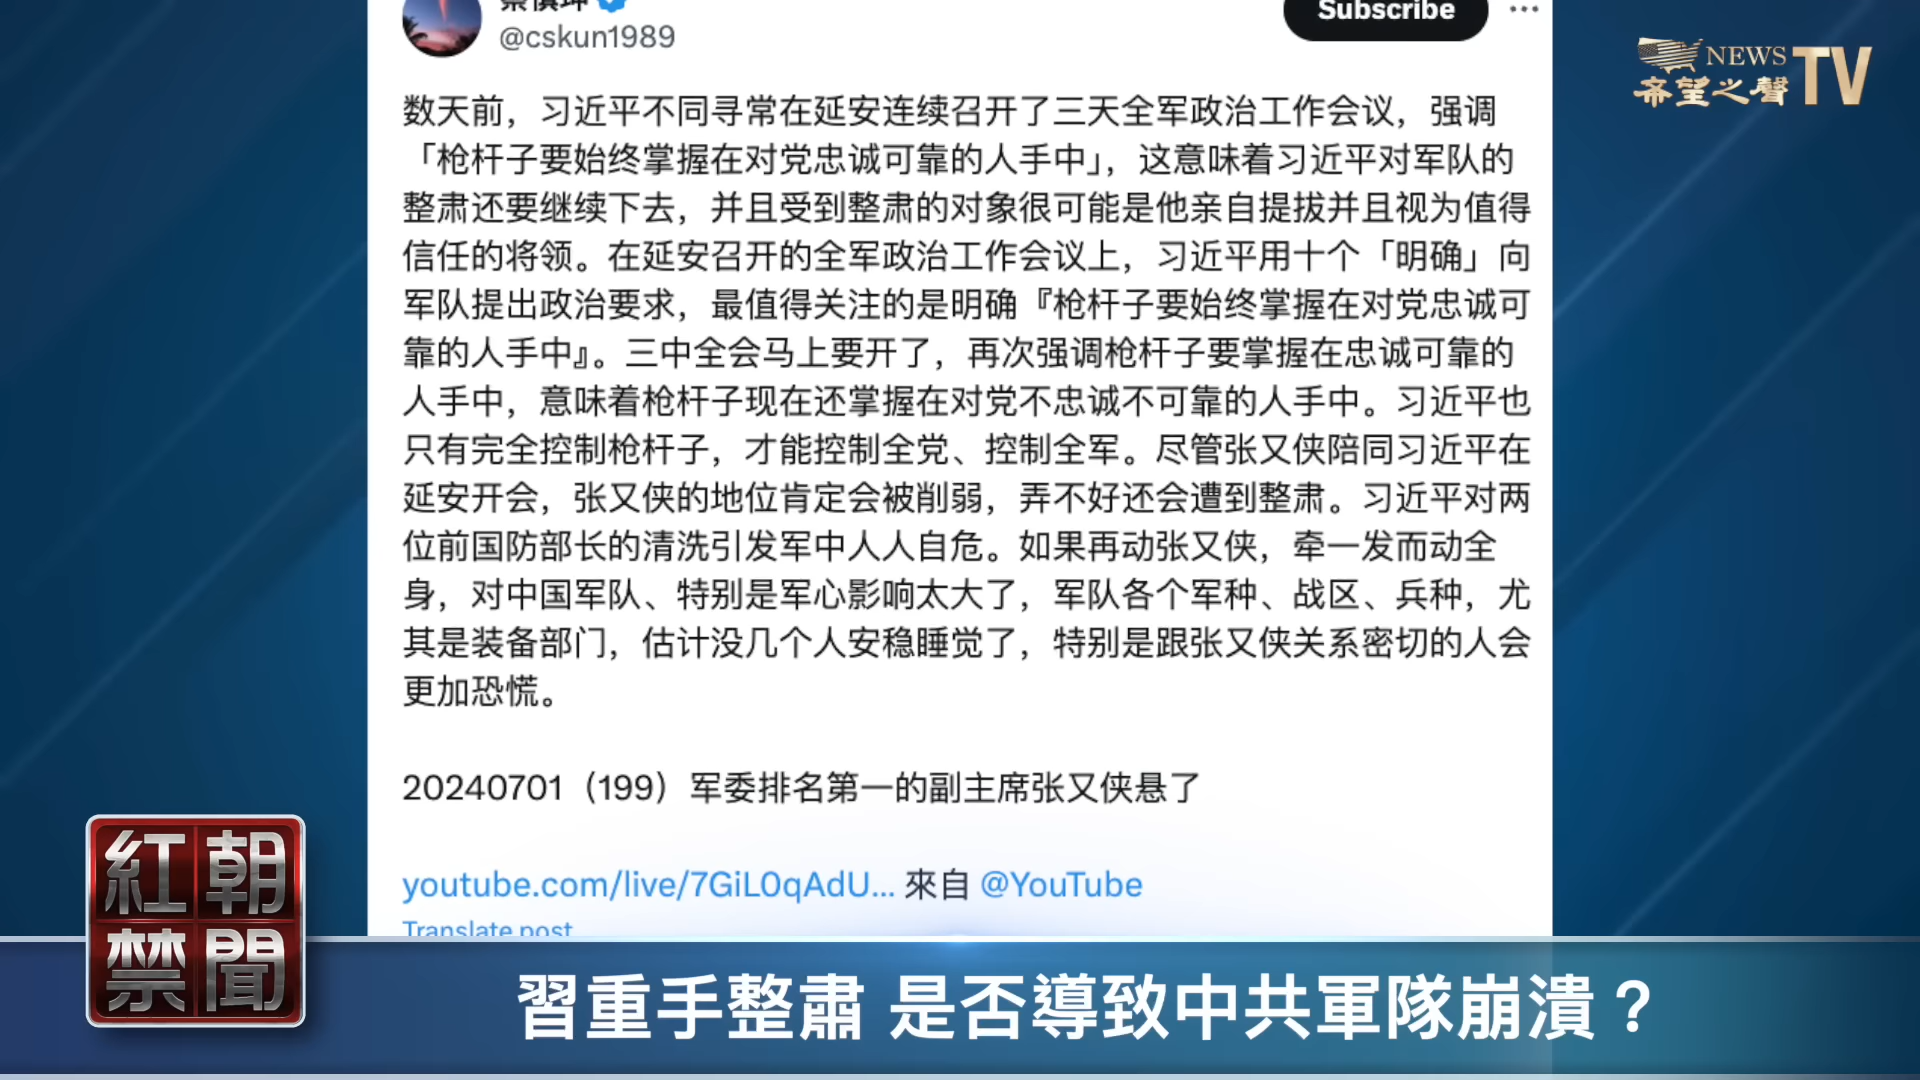 @cskun1989
Subscribe
NEWS
希望之聲 TV
数天前，习近平不同寻常在延安连续召开了三天全军政治工作会议，强调
「枪杆子要始终掌握在对党忠诚可靠的人手中」，这意味着习近平对军队的
整肃还要继续下去，并且受到整肃的对象很可能是他亲自提拔并且视为值得
信任的将领。在延安召开的全军政治工作会议上，习近平用十个「明确」向
军队提出政治要求，最值得关注的是明确『枪杆子要始终掌握在对党忠诚可
靠的人手中』。三中全会马上要开了，再次强调枪杆子要掌握在忠诚可靠的
人手中，意味着枪杆子现在还掌握在对党不忠诚不可靠的人手中。习近平也
只有完全控制枪杆子，才能控制全党、控制全军。尽管张又侠陪同习近平在
延安开会，张又侠的地位肯定会被削弱，弄不好还会遭到整肃。习近平对两
位前国防部长的清洗引发军中人人自危。如果再动张又侠，牵一发而动全
身，对中国军队、特别是军心影响太大了，军队各个军种、战区、兵种，尤
其是装备部门，估计没几个人安稳睡觉了，特别是跟张又侠关系密切的人会
更加恐慌。
20240701（199）军委排名第一的副主席张又侠悬了
youtube.com/live/7GiL0qAdU... 來自 @YouTube
Translate post
紅朝
禁聞
習重手整肅 是否導致中共軍隊崩潰？